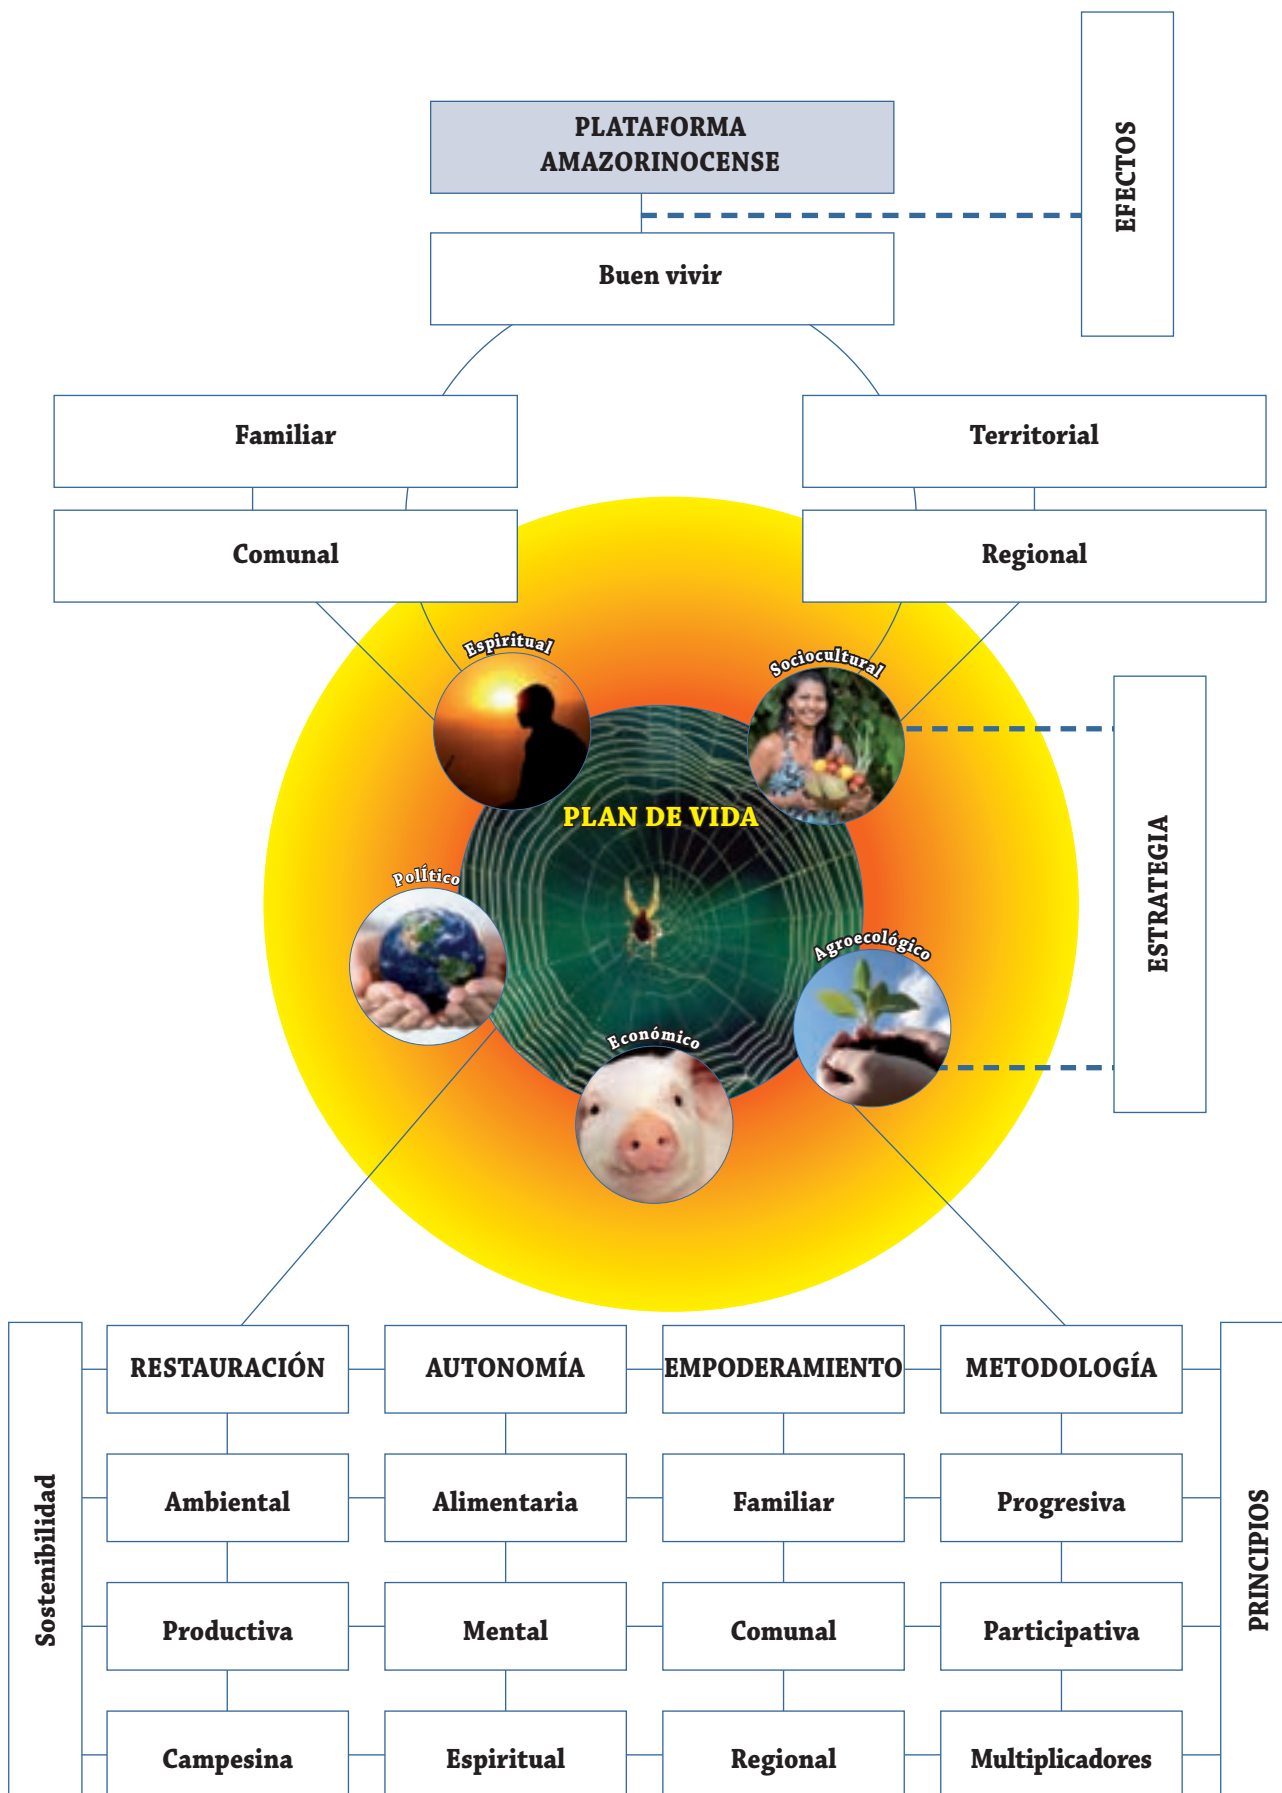 PLATAFORMA
AMAZORINOCENSE
EFECTOS
Buen vivir
Familiar
Territorial
Comunal
Regional
Espiritual
Sociocultural
PLAN DE VIDA
PolÍtico
Agroecológico
Económico
ESTRATEGIA
RESTAURACIÓN
AUTONOMÍA
EMPODERAMIENTO
METODOLOGÍA
Sostenibilidad
Ambiental
Alimentaria
Familiar
Progresiva
PRINCIPIOS
Productiva
Mental
Comunal
Participativa
Campesina
Espiritual
Regional
Multiplicadores